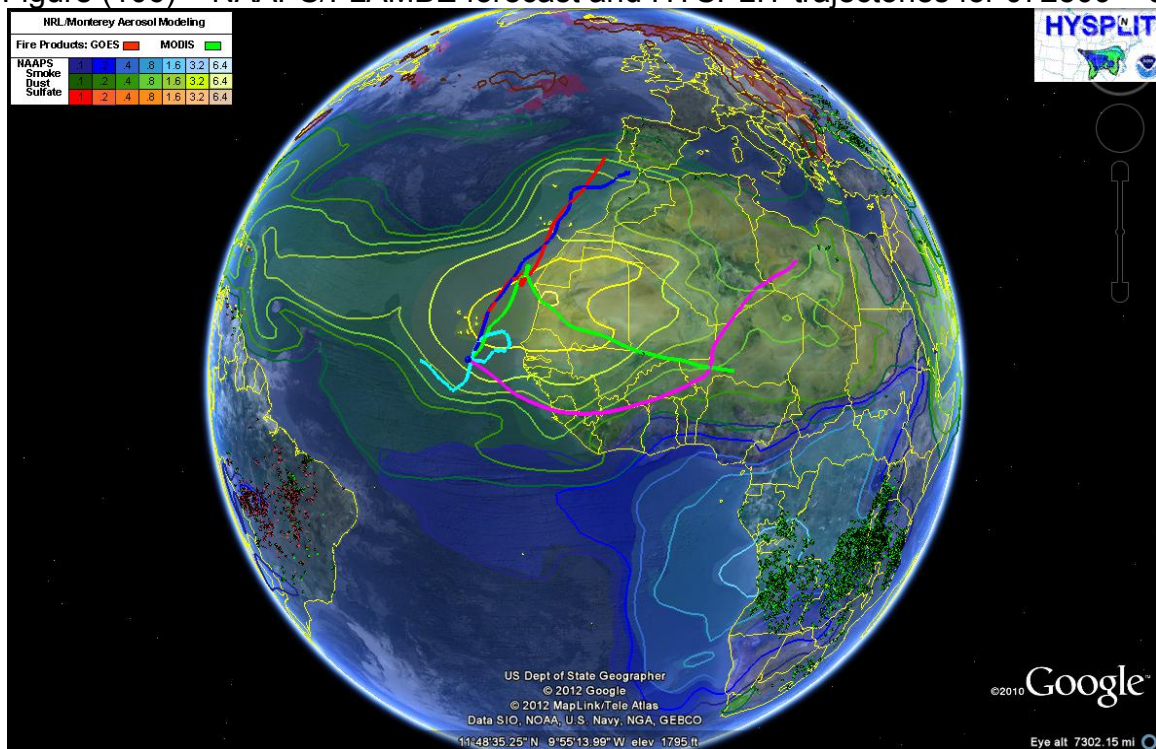 NRL/Monterey Aerosol Modeling
Fire Products: GOES MODIS
NAAPS
Smoke .1 .2 .4 .8 1.6 3.2 6.4
Dust .1 .2 .4 .8 1.6 3.2 6.4
Sulfate .1 .2 .4 .8 1.6 3.2 6.4
HYSPLIT
N
NOAA
US Dept of State Geographer
© 2012 Google
© 2012 MapLink/Tele Atlas
Data SIO, NOAA, U.S. Navy, NGA, GEBCO
11°48'35.25" N 9°55'13.99" W elev 1795 ft
©2010 Google™
Eye alt 7302.15 mi